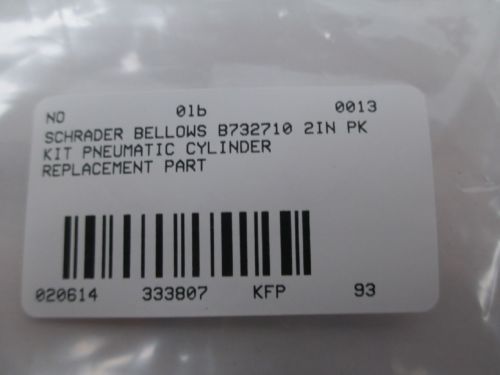 NO 01b 0013
SCHRADER BELLOWS B732710 2IN PK
KIT PNEUMATIC CYLINDER
REPLACEMENT PART
020614 333807 KFP 93